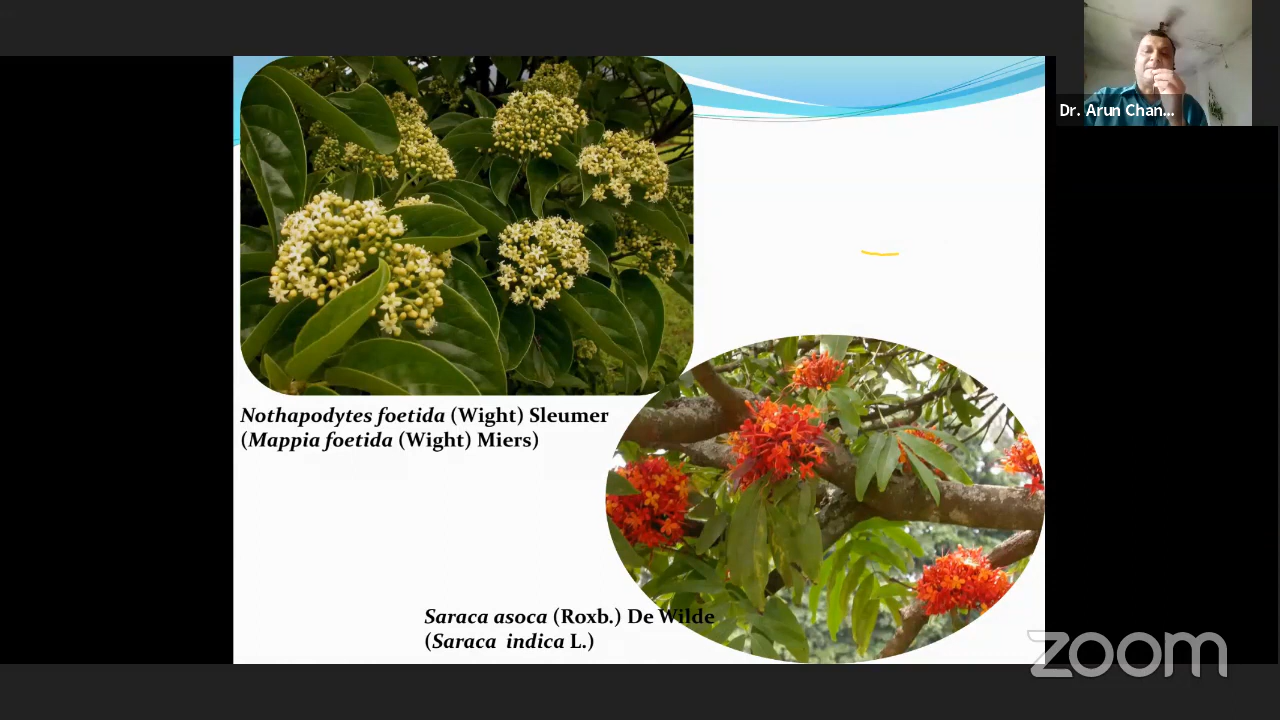 Dr. Arun Chan...
Nothapodytes foetida (Wight) Sleumer
(Mappia foetida (Wight) Miers)
Saraca asoca (Roxb.) De Wilde
(Saraca indica L.)
zoom